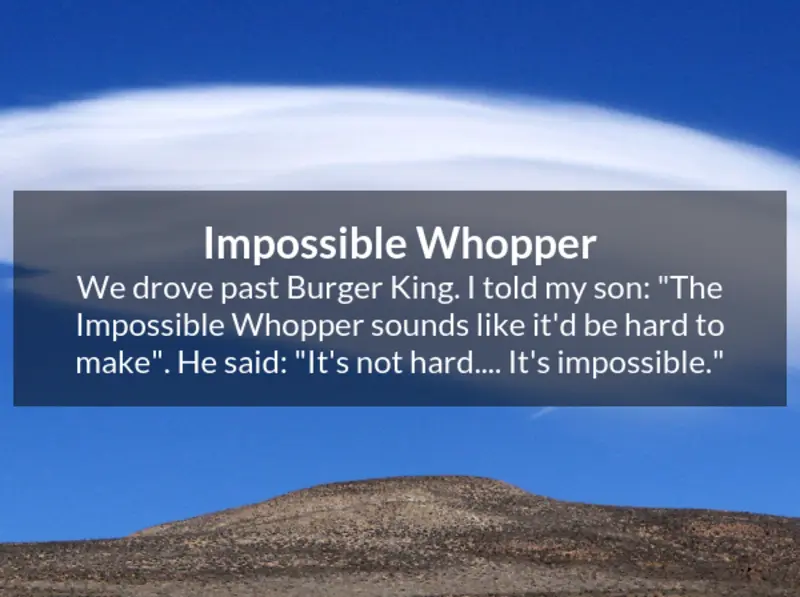 Impossible Whopper
We drove past Burger King. I told my son: "The
Impossible Whopper sounds like it'd be hard to
make". He said: "It's not hard.... It's impossible."